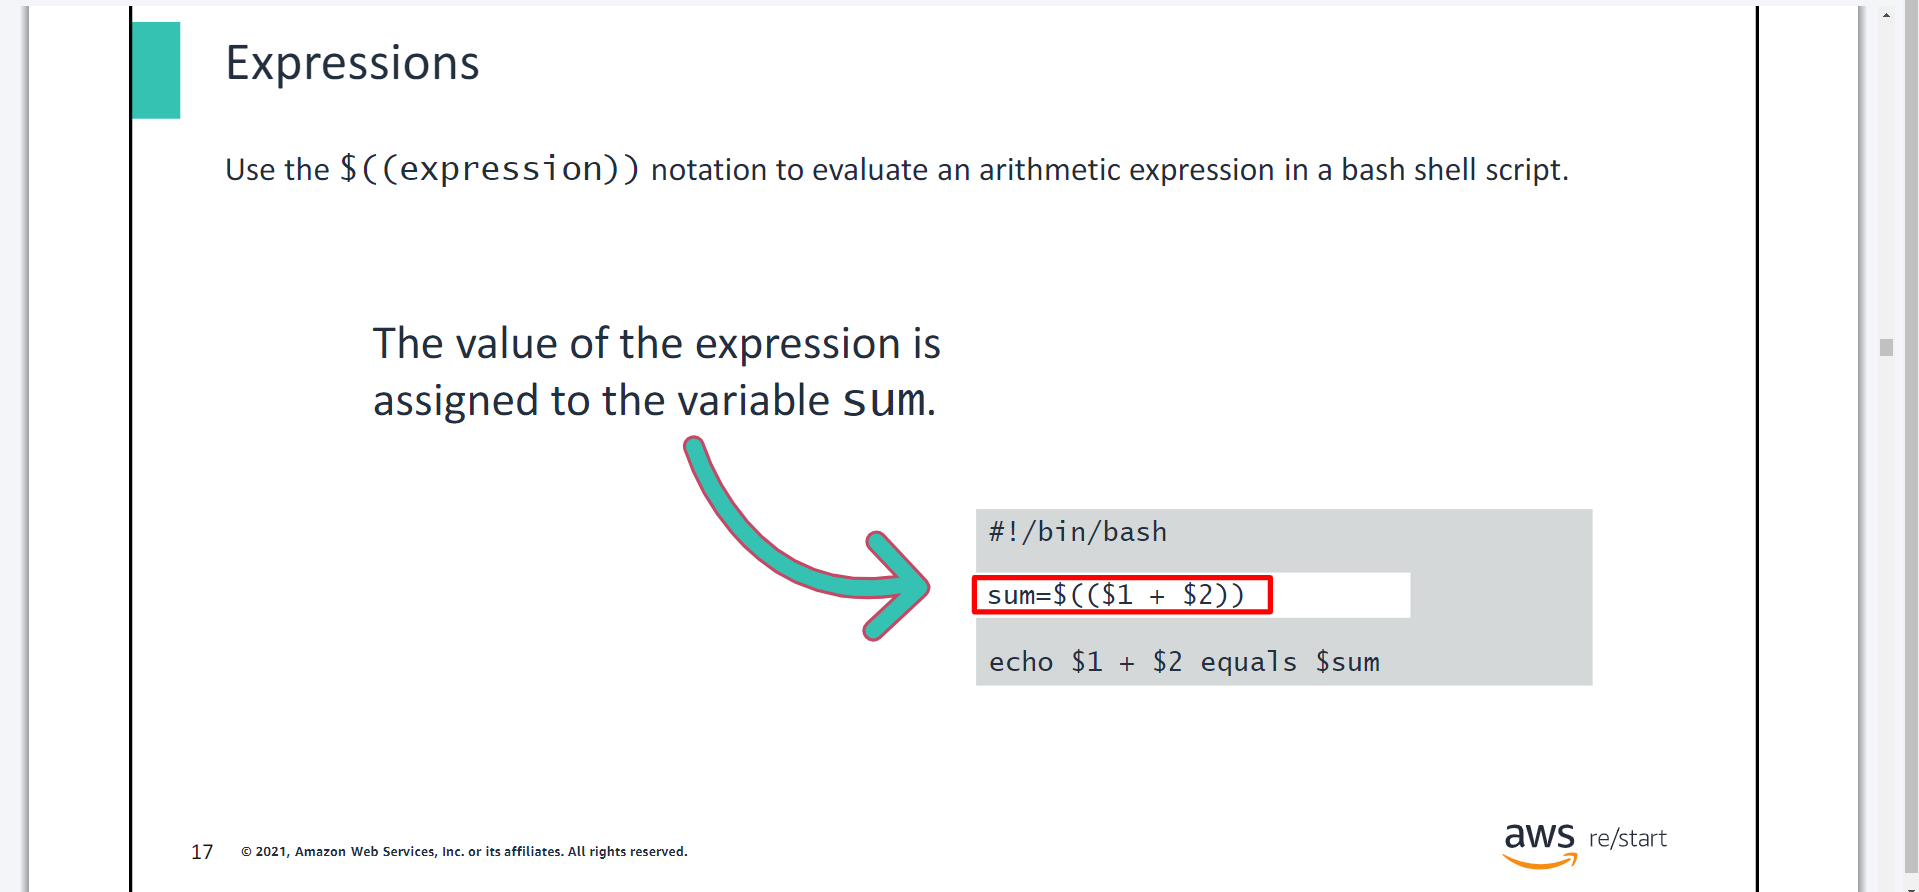 Expressions
Use the $((expression)) notation to evaluate an arithmetic expression in a bash shell script.
The value of the expression is
assigned to the variable sum.
#!/bin/bash
sum=$(($1 + $2))
echo $1 + $2 equals $sum
17 © 2021, Amazon Web Services, Inc. or its affiliates. All rights reserved.
aws re/start